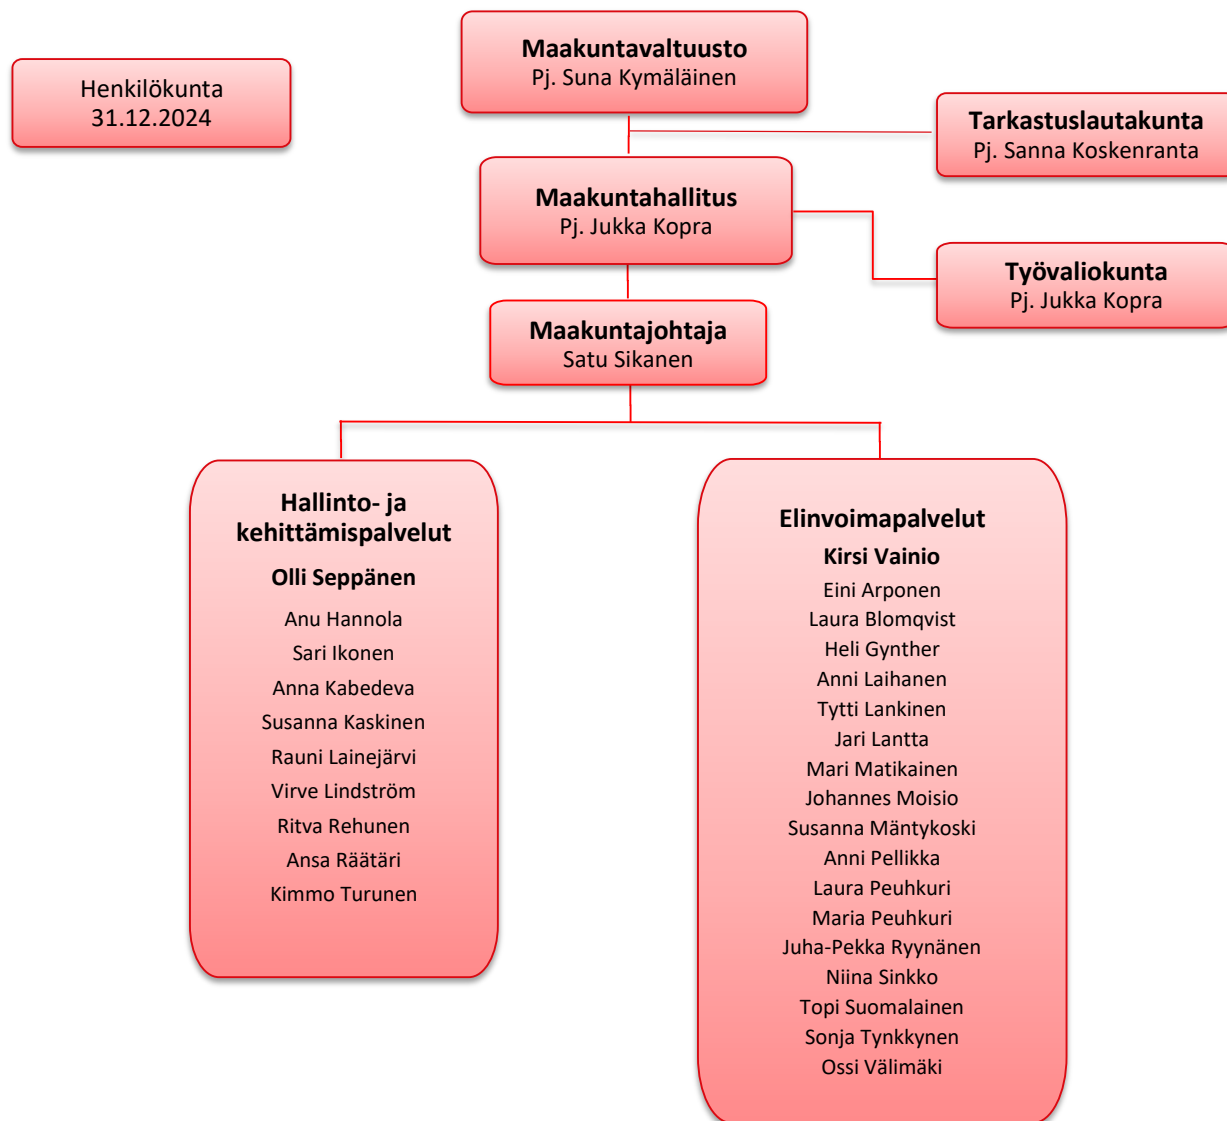 Henkilökunta
31.12.2024
Maakuntavaltuusto
Pj. Suna Kymäläinen
Tarkastuslautakunta
Pj. Sanna Koskenranta
Maakuntahallitus
Pj. Jukka Kopra
Työvaliokunta
Pj. Jukka Kopra
Maakuntajohtaja
Satu Sikanen
Hallinto- ja
kehittämispalvelut
Olli Seppänen
Anu Hannola
Sari Ikonen
Anna Kabedeva
Susanna Kaskinen
Rauni Lainejärvi
Virve Lindström
Ritva Rehunen
Ansa Räätäri
Kimmo Turunen
Elinvoimapalvelut
Kirsi Vainio
Eini Arponen
Laura Blomqvist
Heli Gynther
Anni Laihanen
Tytti Lankinen
Jari Lantta
Mari Matikainen
Johannes Moisio
Susanna Mäntykoski
Anni Pellikka
Laura Peuhkuri
Maria Peuhkuri
Juha-Pekka Ryynänen
Niina Sinkko
Topi Suomalainen
Sonja Tynkkynen
Ossi Välimäki